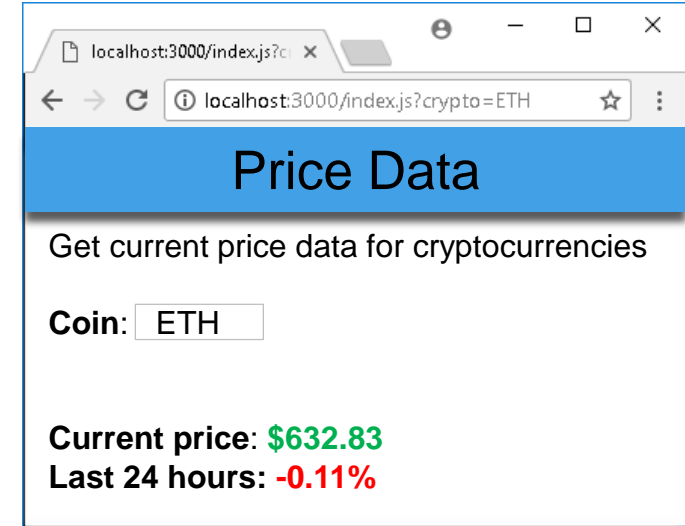 localhost:3000/index.js?c
localhost:3000/index.js?crypto=ETH
Price Data
Get current price data for cryptocurrencies
Coin: ETH
Current price: $632.83
Last 24 hours: -0.11%